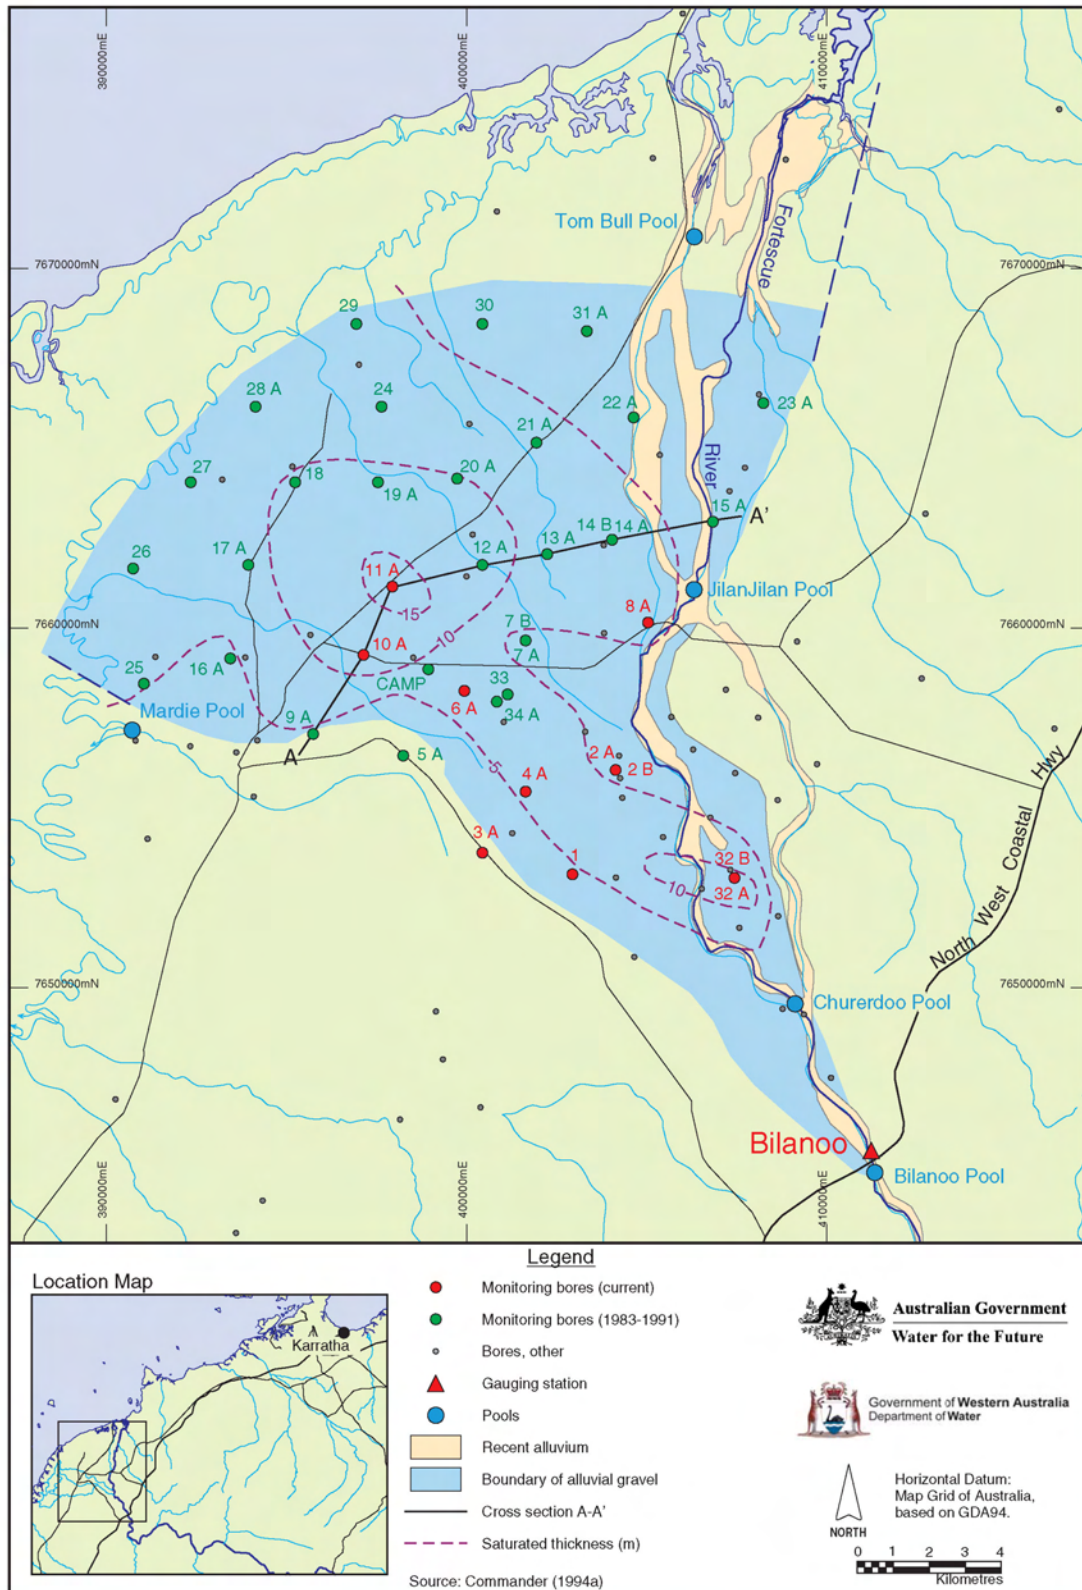 390000mE
400000mE
410000mE
Tom Bull Pool
Fortescue
7670000mN
7670000mN
29
30
31 A
28 A
24
22 A
23 A
21 A
River
27
18
19 A
20 A
15 A
A'
14 B
14 A
13 A
12 A
26
17 A
11 A
15
JilanJilan Pool
8 A
7660000mN
7660000mN
10
7 B
7 A
10 A
16 A
25
CAMP
33
6 A
34 A
Mardie Pool
9 A
A
5 A
5
2 A
2 B
4 A
3 A
1
32 B
10
32 A
North West Coastal Hwy
7650000mN
7650000mN
Churerdoo Pool
Bilanoo
Bilanoo Pool
390000mE
400000mE
410000mE
Legend
Location Map
Karratha
Monitoring bores (current)
Monitoring bores (1983-1991)
Bores, other
Gauging station
Pools
Recent alluvium
Boundary of alluvial gravel
Cross section A-A'
Saturated thickness (m)
Source: Commander (1994a)
Australian Government
Water for the Future
Government of Western Australia
Department of Water
NORTH
Horizontal Datum:
Map Grid of Australia,
based on GDA94.
0 1 2 3 4
Kilometres